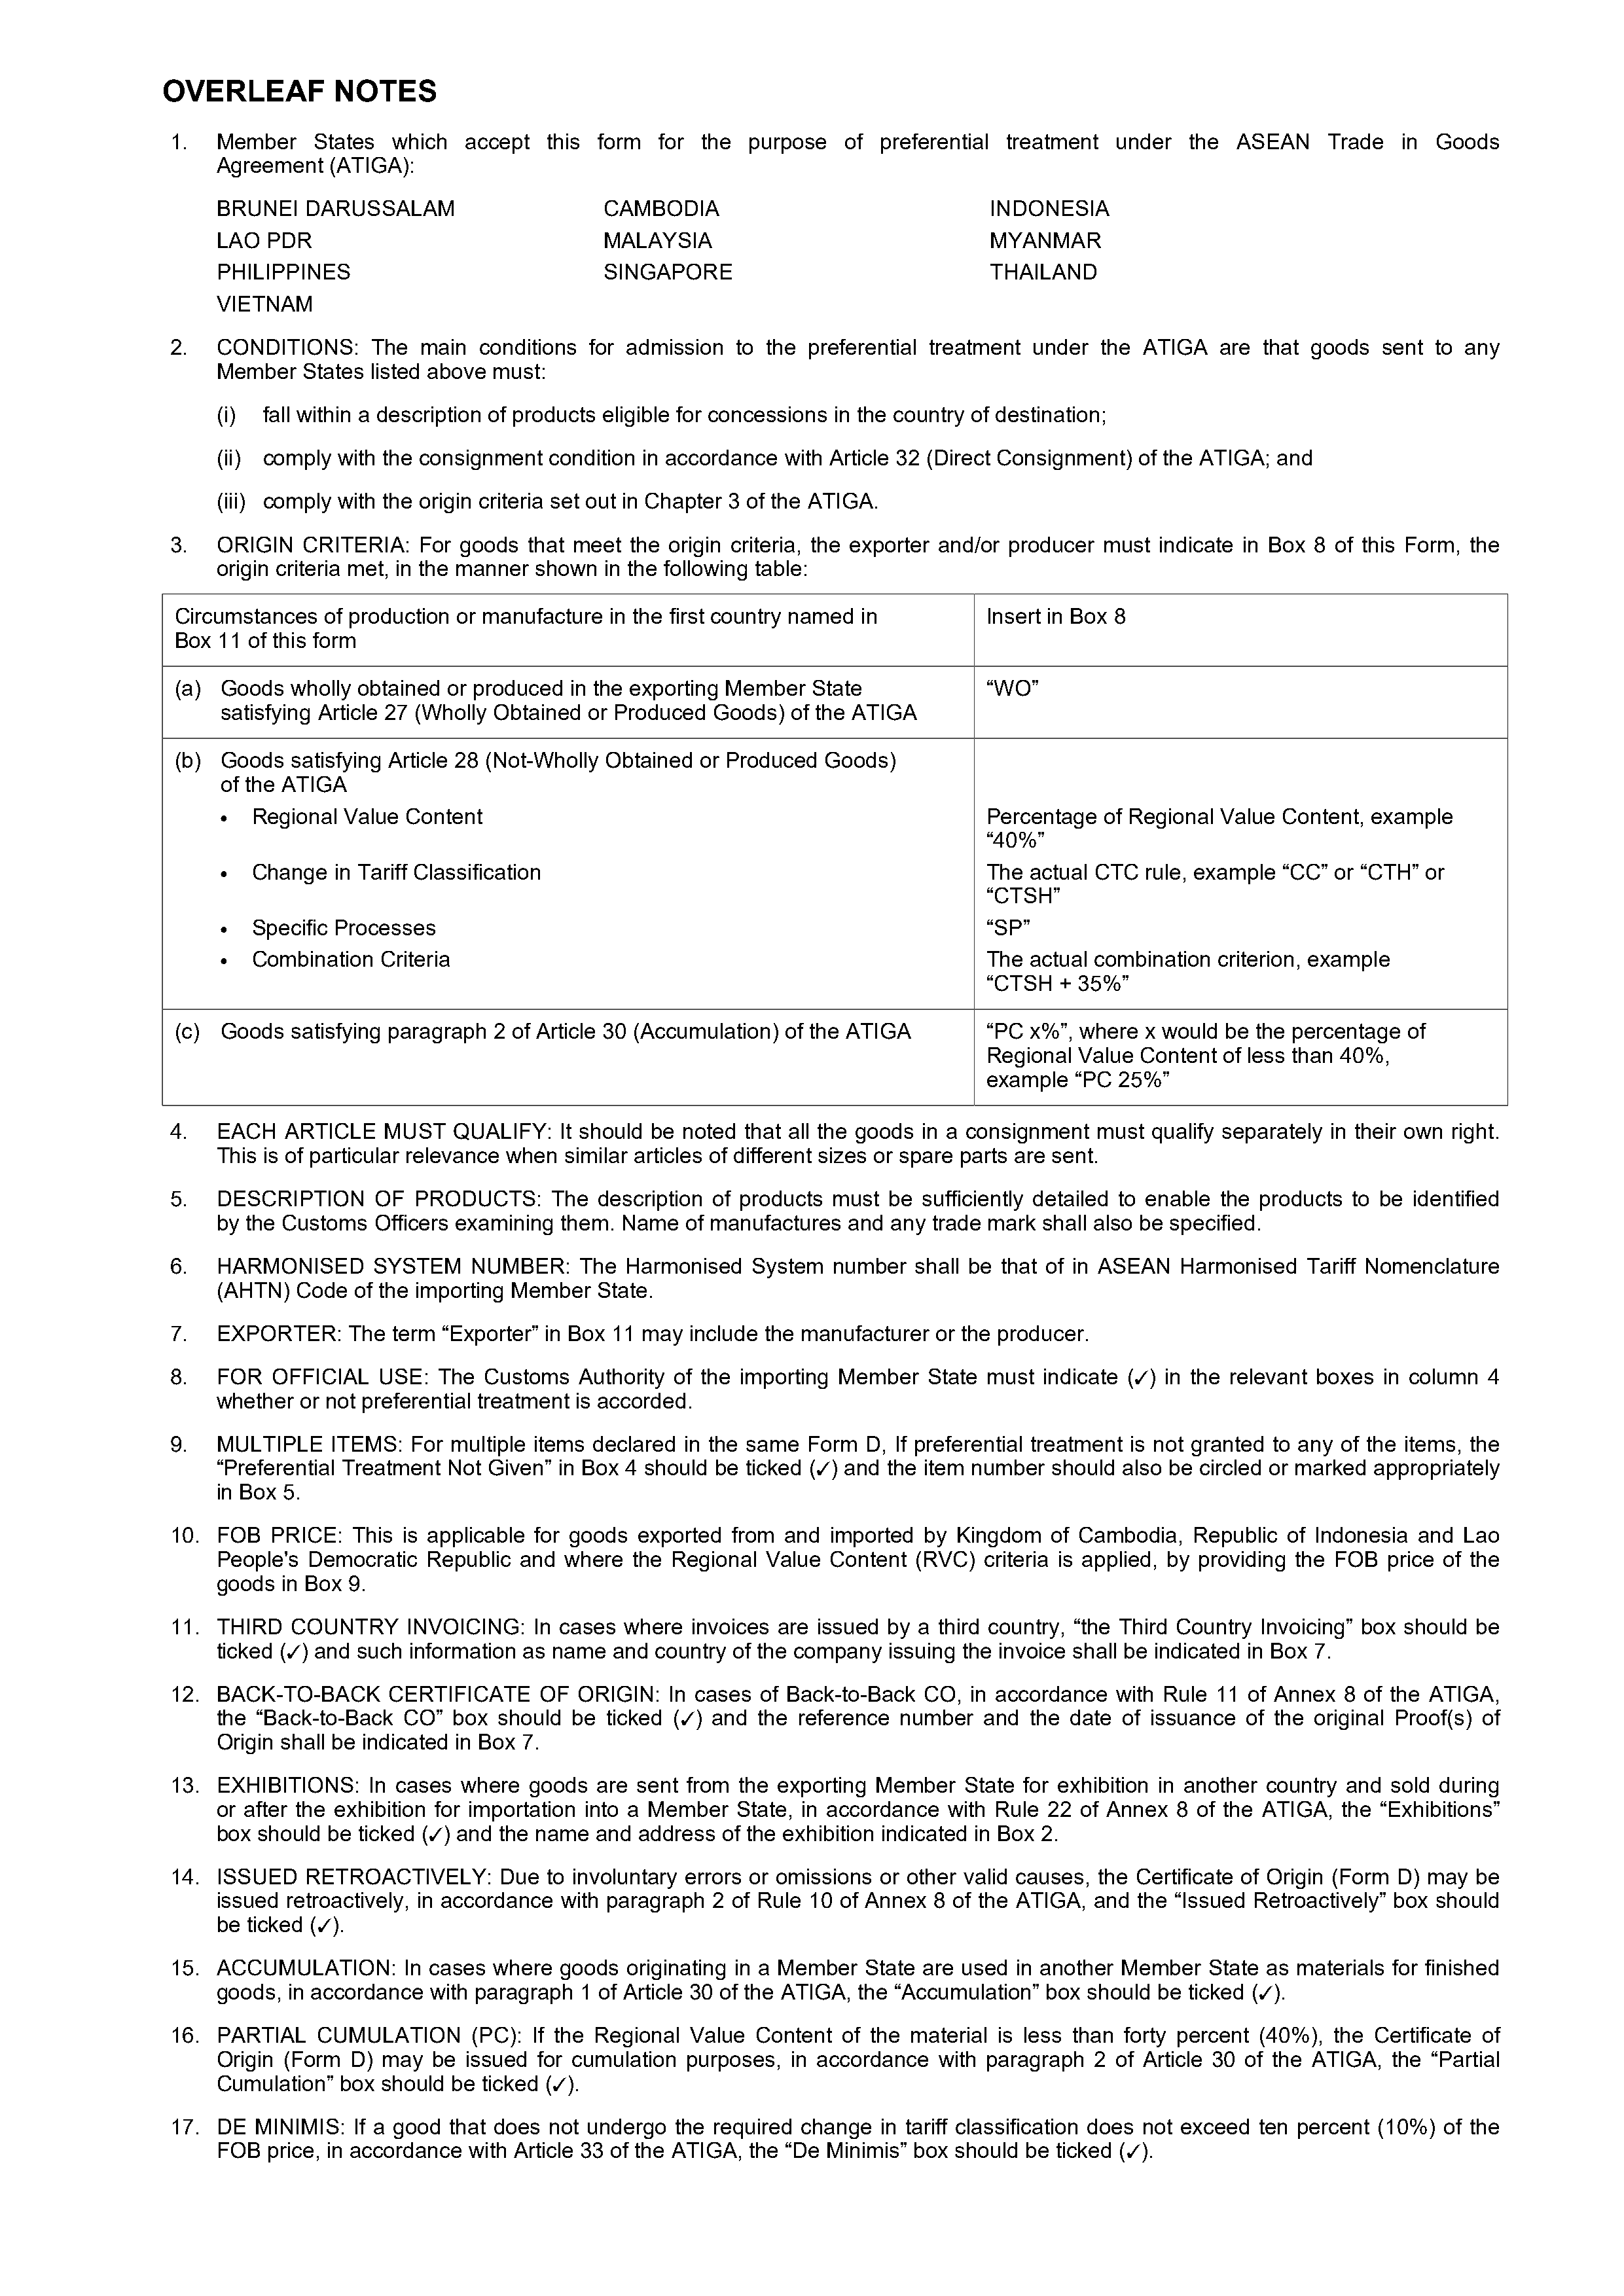 OVERLEAF NOTES
1. Member States which accept this form for the purpose of preferential treatment under the ASEAN Trade in Goods
Agreement (ATIGA):
BRUNEI DARUSSALAM CAMBODIA INDONESIA
LAO PDR MALAYSIA MYANMAR
PHILIPPINES SINGAPORE THAILAND
VIETNAM
2. CONDITIONS: The main conditions for admission to the preferential treatment under the ATIGA are that goods sent to any
Member States listed above must:
(i) fall within a description of products eligible for concessions in the country of destination;
(ii) comply with the consignment condition in accordance with Article 32 (Direct Consignment) of the ATIGA; and
(iii) comply with the origin criteria set out in Chapter 3 of the ATIGA.
3. ORIGIN CRITERIA: For goods that meet the origin criteria, the exporter and/or producer must indicate in Box 8 of this Form, the
origin criteria met, in the manner shown in the following table:
Circumstances of production or manufacture in the first country named in
Box 11 of this form
Insert in Box 8
(a) Goods wholly obtained or produced in the exporting Member State
satisfying Article 27 (Wholly Obtained or Produced Goods) of the ATIGA
“WO”
(b) Goods satisfying Article 28 (Not-Wholly Obtained or Produced Goods)
of the ATIGA
• Regional Value Content
Percentage of Regional Value Content, example
“40%”
• Change in Tariff Classification
The actual CTC rule, example “CC” or “CTH” or
“CTSH”
• Specific Processes
“SP”
• Combination Criteria
The actual combination criterion, example
“CTSH + 35%”
(c) Goods satisfying paragraph 2 of Article 30 (Accumulation) of the ATIGA
“PC x%”, where x would be the percentage of
Regional Value Content of less than 40%,
example “PC 25%”
4. EACH ARTICLE MUST QUALIFY: It should be noted that all the goods in a consignment must qualify separately in their own right.
This is of particular relevance when similar articles of different sizes or spare parts are sent.
5. DESCRIPTION OF PRODUCTS: The description of products must be sufficiently detailed to enable the products to be identified
by the Customs Officers examining them. Name of manufactures and any trade mark shall also be specified.
6. HARMONISED SYSTEM NUMBER: The Harmonised System number shall be that of in ASEAN Harmonised Tariff Nomenclature
(AHTN) Code of the importing Member State.
7. EXPORTER: The term “Exporter” in Box 11 may include the manufacturer or the producer.
8. FOR OFFICIAL USE: The Customs Authority of the importing Member State must indicate (✓) in the relevant boxes in column 4
whether or not preferential treatment is accorded.
9. MULTIPLE ITEMS: For multiple items declared in the same Form D, If preferential treatment is not granted to any of the items, the
“Preferential Treatment Not Given” in Box 4 should be ticked (✓) and the item number should also be circled or marked appropriately
in Box 5.
10. FOB PRICE: This is applicable for goods exported from and imported by Kingdom of Cambodia, Republic of Indonesia and Lao
People's Democratic Republic and where the Regional Value Content (RVC) criteria is applied, by providing the FOB price of the
goods in Box 9.
11. THIRD COUNTRY INVOICING: In cases where invoices are issued by a third country, “the Third Country Invoicing” box should be
ticked (✓) and such information as name and country of the company issuing the invoice shall be indicated in Box 7.
12. BACK-TO-BACK CERTIFICATE OF ORIGIN: In cases of Back-to-Back CO, in accordance with Rule 11 of Annex 8 of the ATIGA,
the “Back-to-Back CO” box should be ticked (✓) and the reference number and the date of issuance of the original Proof(s) of
Origin shall be indicated in Box 7.
13. EXHIBITIONS: In cases where goods are sent from the exporting Member State for exhibition in another country and sold during
or after the exhibition for importation into a Member State, in accordance with Rule 22 of Annex 8 of the ATIGA, the “Exhibitions”
box should be ticked (✓) and the name and address of the exhibition indicated in Box 2.
14. ISSUED RETROACTIVELY: Due to involuntary errors or omissions or other valid causes, the Certificate of Origin (Form D) may be
issued retroactively, in accordance with paragraph 2 of Rule 10 of Annex 8 of the ATIGA, and the “Issued Retroactively” box should
be ticked (✓).
15. ACCUMULATION: In cases where goods originating in a Member State are used in another Member State as materials for finished
goods, in accordance with paragraph 1 of Article 30 of the ATIGA, the “Accumulation” box should be ticked (✓).
16. PARTIAL CUMULATION (PC): If the Regional Value Content of the material is less than forty percent (40%), the Certificate of
Origin (Form D) may be issued for cumulation purposes, in accordance with paragraph 2 of Article 30 of the ATIGA, the “Partial
Cumulation” box should be ticked (✓).
17. DE MINIMIS: If a good that does not undergo the required change in tariff classification does not exceed ten percent (10%) of the
FOB price, in accordance with Article 33 of the ATIGA, the “De Minimis” box should be ticked (✓).